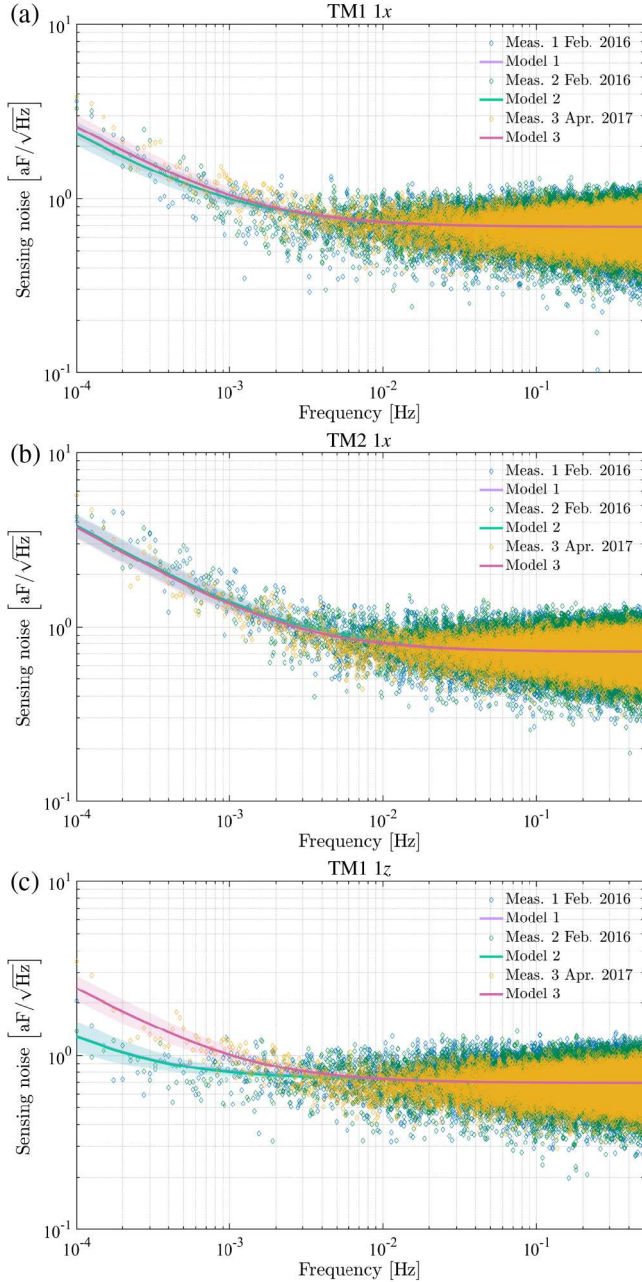 (a)
TM1 1x
10^1
10^0
10^-1
Sensing noise [aF/√Hz]
Meas. 1 Feb. 2016
Model 1
Meas. 2 Feb. 2016
Model 2
Meas. 3 Apr. 2017
Model 3
10^-4 10^-3 10^-2 10^-1
Frequency [Hz]
(b)
TM2 1x
10^1
10^0
10^-1
Sensing noise [aF/√Hz]
Meas. 1 Feb. 2016
Model 1
Meas. 2 Feb. 2016
Model 2
Meas. 3 Apr. 2017
Model 3
10^-4 10^-3 10^-2 10^-1
Frequency [Hz]
(c)
TM1 1z
10^1
10^0
10^-1
Sensing noise [aF/√Hz]
Meas. 1 Feb. 2016
Model 1
Meas. 2 Feb. 2016
Model 2
Meas. 3 Apr. 2017
Model 3
10^-4 10^-3 10^-2 10^-1
Frequency [Hz]